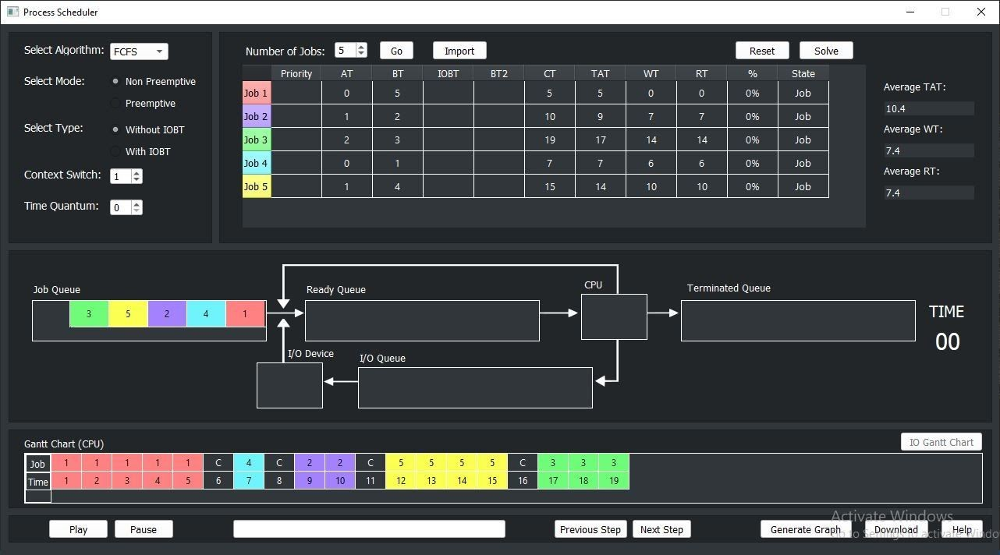 Process Scheduler
Select Algorithm: FCFS
Select Mode: Non Preemptive
Preemptive
Select Type: Without IOBT
With IOBT
Context Switch: 1
Time Quantum: 0
Number of Jobs: 5 Go Import Reset Solve
Priority AT BT IOBT BT2 CT TAT WT RT % State
Job 1 0 5 5 5 0 0 0% Job
Job 2 1 2 10 9 7 7 0% Job
Job 3 2 3 19 17 14 14 0% Job
Job 4 0 1 7 7 6 6 0% Job
Job 5 1 4 15 14 10 10 0% Job
Average TAT:
10.4
Average WT:
7.4
Average RT:
7.4
Job Queue
3 5 2 4 1
Ready Queue
CPU
Terminated Queue
TIME
00
I/O Device
I/O Queue
Gantt Chart (CPU)
IO Gantt Chart
Job 1 1 1 1 1 C 4 C 2 2 C 5 5 5 5 C 3 3 3
Time 1 2 3 4 5 6 7 8 9 10 11 12 13 14 15 16 17 18 19
Play Pause Previous Step Next Step Generate Graph Download Help
Activate Windows
Go to Settings to activate Windo